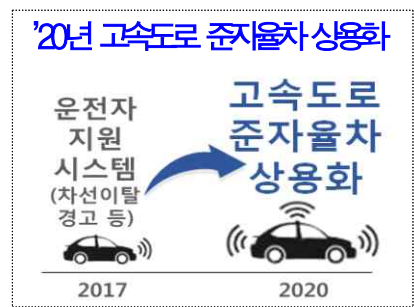 ’20년 고속도로 준자율차 상용화
운전자
지원
시스템
(차선이탈
경고 등)
고속도로
준자율차
상용화
2017
2020